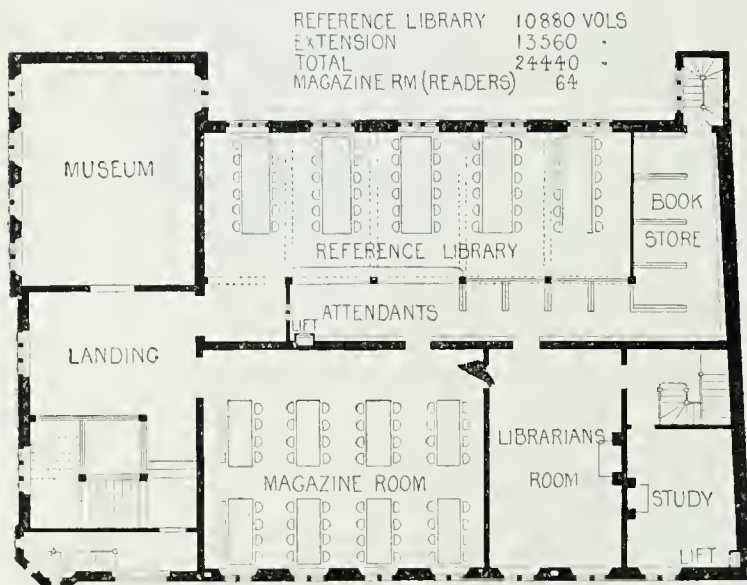 REFERENCE LIBRARY 10880 VOLS
EXTENSION 13560 "
TOTAL 24440 "
MAGAZINE RM (READERS) 64
MUSEUM
BOOK
STORE
REFERENCE LIBRARY
ATTENDANTS
LIFT
LANDING
LIBRARIANS
ROOM
MAGAZINE ROOM
STUDY
LIFT